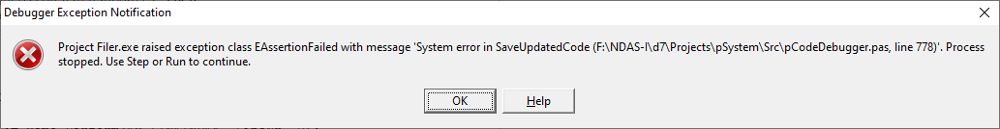 Debugger Exception Notification
Project Filer.exe raised exception class EAssertionFailed with message 'System error in SaveUpdatedCode (F:\NDAS-I\d7\Projects\pSystem\Src\pCodeDebugger.pas, line 778)'. Process
stopped. Use Step or Run to continue.
OK
Help